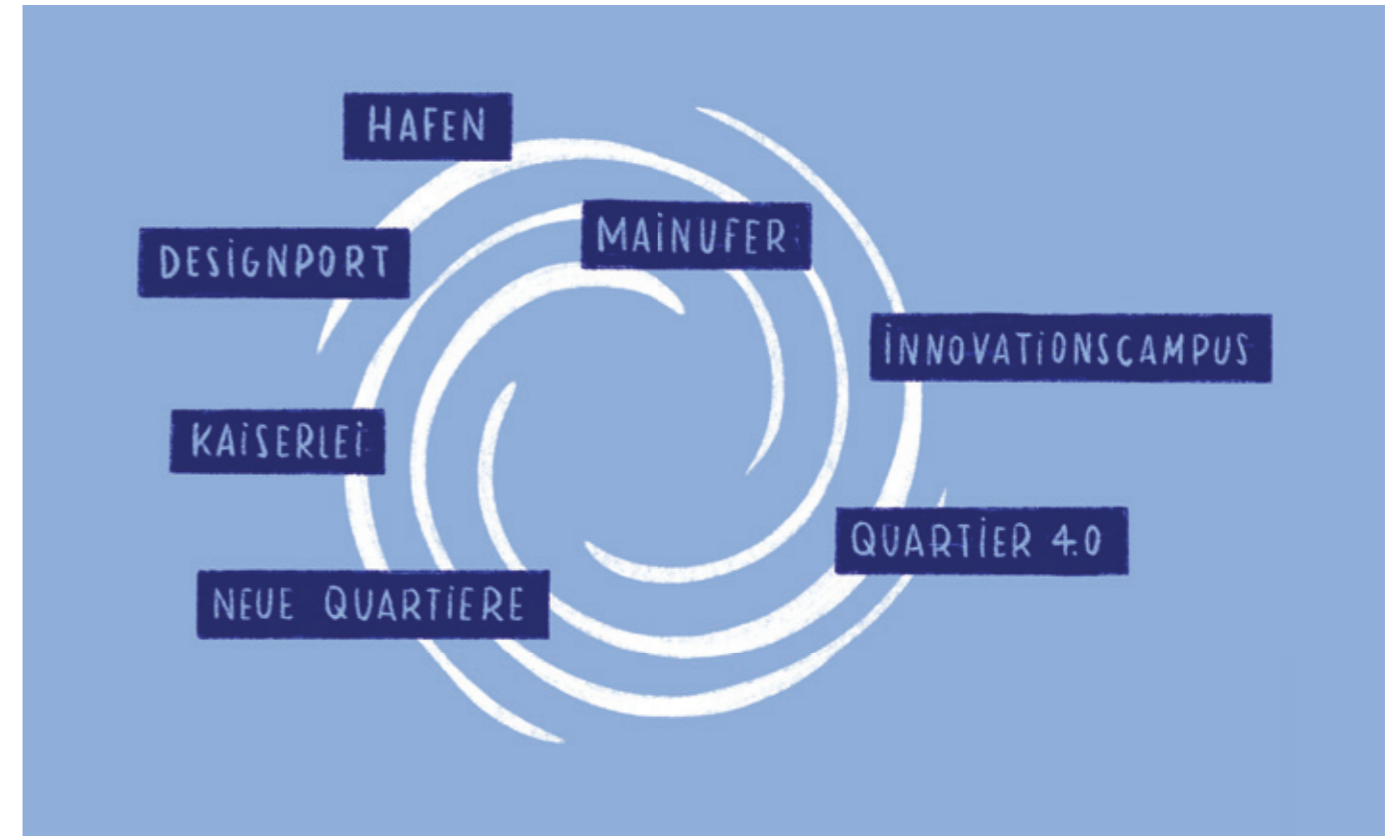 HAFEN
MAINUFER
DESIGNPORT
INNOVATIONSCAMPUS
KAISERLEI
QUARTIER 4.0
NEUE QUARTIERE